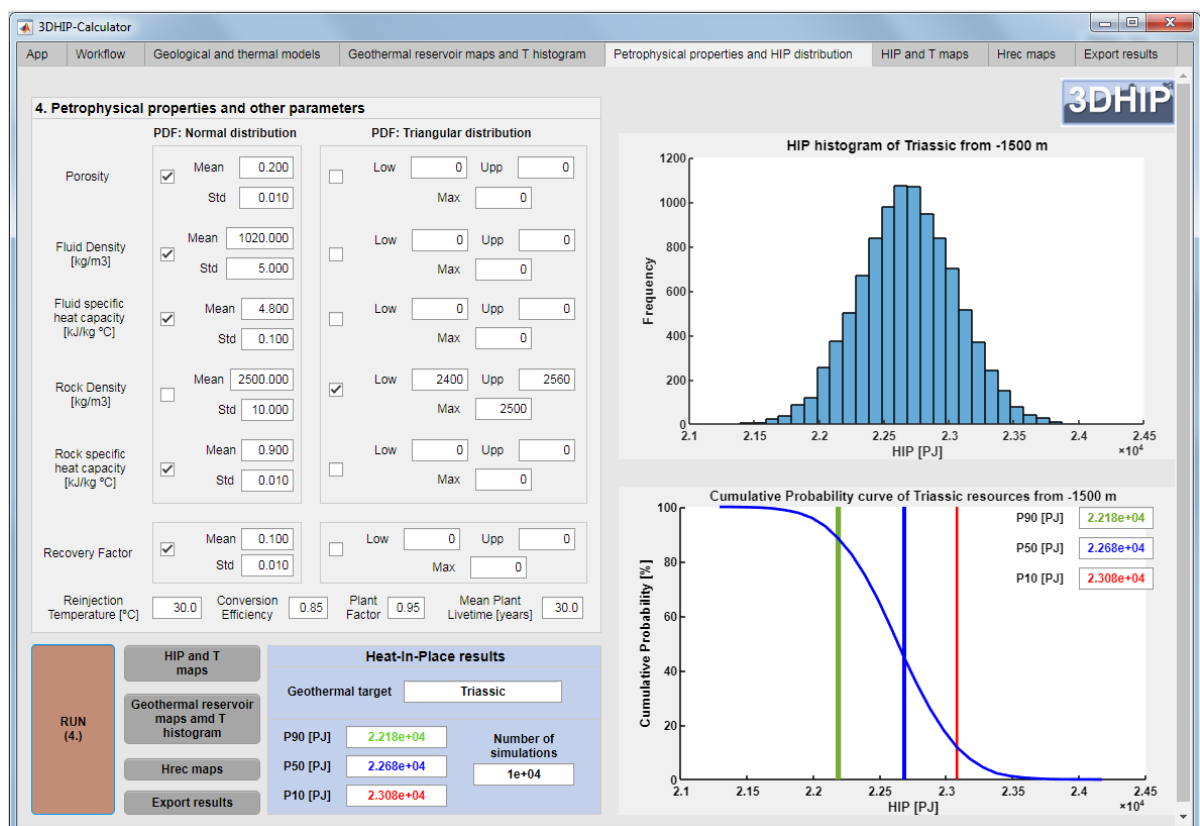 3DHIP-Calculator
App Workflow Geological and thermal models Geothermal reservoir maps and T histogram Petrophysical properties and HIP distribution HIP and T maps Hrec maps Export results
3DHIP
4. Petrophysical properties and other parameters
PDF: Normal distribution PDF: Triangular distribution
Porosity
Mean 0.200
Std 0.010
Low 0 Upp 0
Max 0
Fluid Density
[kg/m3]
Mean 1020.000
Std 5.000
Low 0 Upp 0
Max 0
Fluid specific
heat capacity
[kJ/kg ºC]
Mean 4.800
Std 0.100
Low 0 Upp 0
Max 0
Rock Density
[kg/m3]
Mean 2500.000
Std 10.000
Low 2400 Upp 2560
Max 2500
Rock specific
heat capacity
[kJ/kg ºC]
Mean 0.900
Std 0.010
Low 0 Upp 0
Max 0
Recovery Factor
Mean 0.100
Std 0.010
Low 0 Upp 0
Max 0
Reinjection
Temperature [ºC] 30.0
Conversion
Efficiency 0.85
Plant
Factor 0.95
Mean Plant
Livetime [years] 30.0
RUN
(4.)
HIP and T
maps
Geothermal reservoir
maps amd T
histogram
Hrec maps
Export results
Heat-In-Place results
Geothermal target Triassic
P90 [PJ] 2.218e+04
P50 [PJ] 2.268e+04
P10 [PJ] 2.308e+04
Number of
simulations
1e+04
HIP histogram of Triassic from -1500 m
Frequency
1200
1000
800
600
400
200
0
2.1 2.15 2.2 2.25 2.3 2.35 2.4 2.45
HIP [PJ] ×10⁴
Cumulative Probability curve of Triassic resources from -1500 m
Cumulative Probability [%]
100
80
60
40
20
0
P90 [PJ] 2.218e+04
P50 [PJ] 2.268e+04
P10 [PJ] 2.308e+04
2.1 2.15 2.2 2.25 2.3 2.35 2.4 2.45
HIP [PJ] ×10⁴